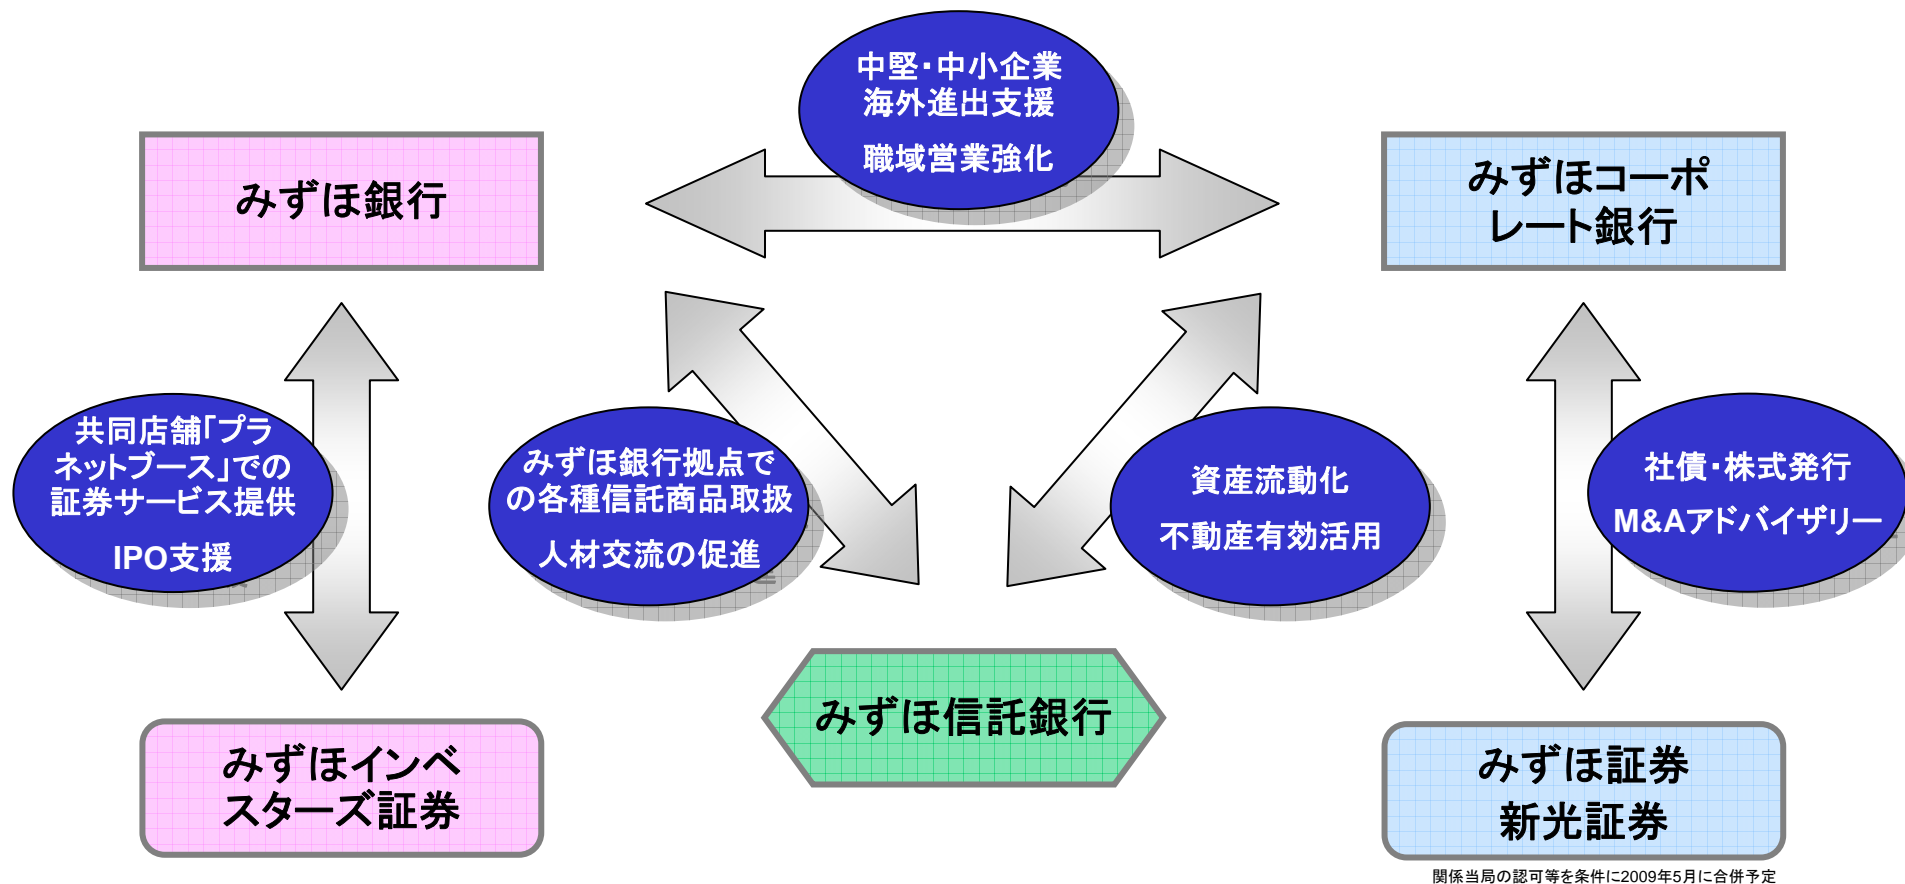 中堅・中小企業
海外進出支援
職域営業強化
みずほ銀行
みずほコーポ
レート銀行
共同店舗「プラ
ネットブース」での
証券サービス提供
IPO支援
みずほ銀行拠点で
の各種信託商品取扱
人材交流の促進
資産流動化
不動産有効活用
社債・株式発行
M&Aアドバイザリー
みずほ信託銀行
みずほインベ
スターズ証券
みずほ証券
新光証券
関係当局の認可等を条件に2009年5月に合併予定